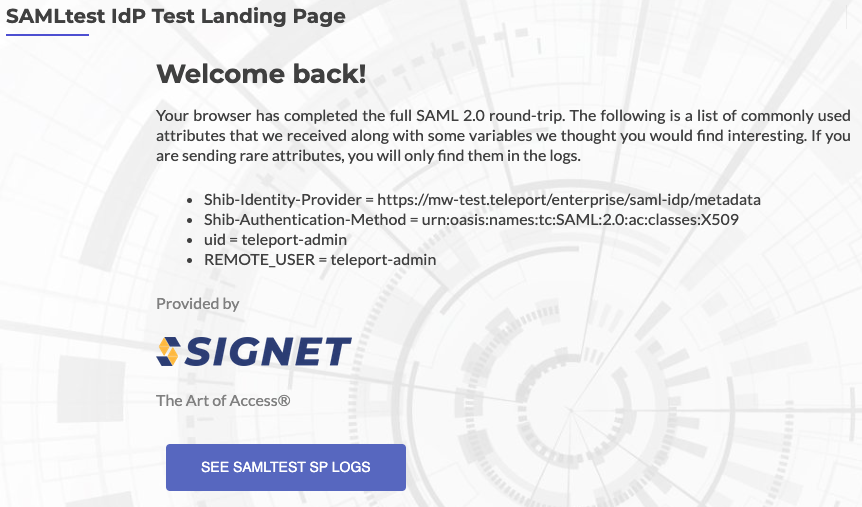 SAMLtest IdP Test Landing Page
Welcome back!
Your browser has completed the full SAML 2.0 round-trip. The following is a list of commonly used
attributes that we received along with some variables we thought you would find interesting. If you
are sending rare attributes, you will only find them in the logs.
• Shib-Identity-Provider = https://mw-test.teleport/enterprise/saml-idp/metadata
• Shib-Authentication-Method = urn:oasis:names:tc:SAML:2.0:ac:classes:X509
• uid = teleport-admin
• REMOTE_USER = teleport-admin
Provided by
SIGNET
The Art of Access®
SEE SAMLTEST SP LOGS